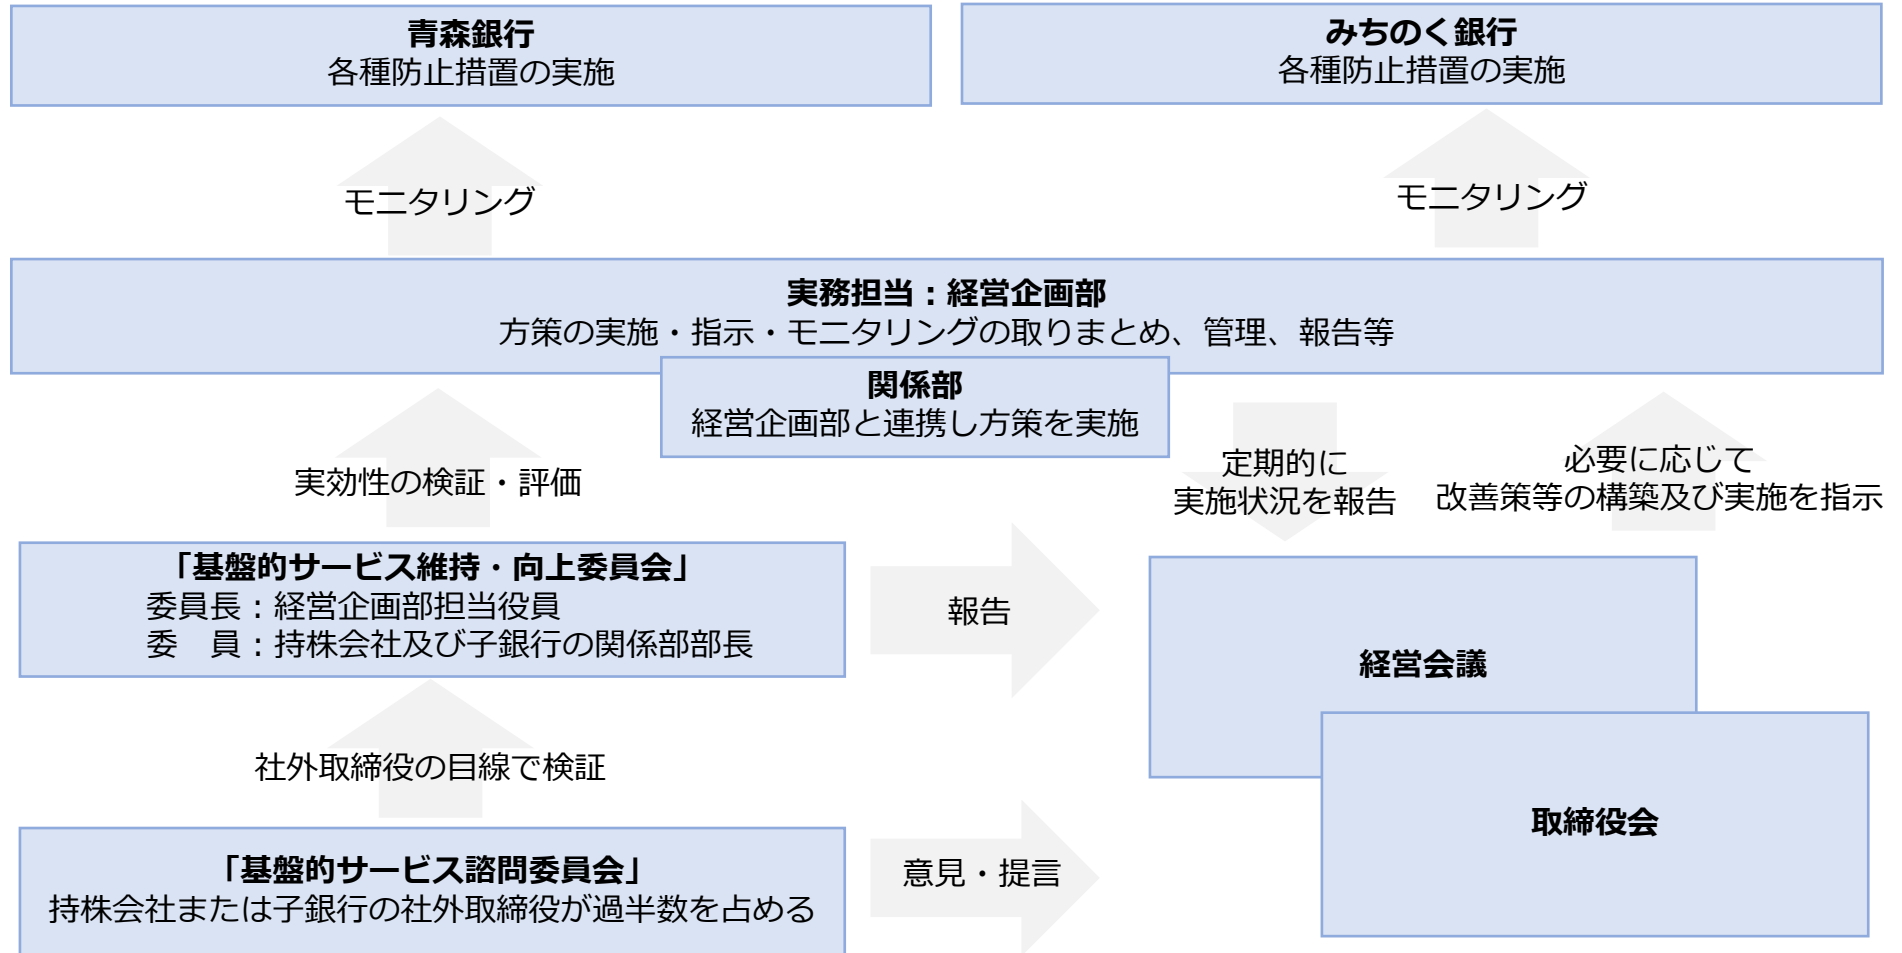 青森銀行
各種防止措置の実施
みちのく銀行
各種防止措置の実施
モニタリング
モニタリング
実務担当：経営企画部
方策の実施・指示・モニタリングの取りまとめ、管理、報告等
関係部
経営企画部と連携し方策を実施
実効性の検証・評価
定期的に
実施状況を報告
必要に応じて
改善策等の構築及び実施を指示
「基盤的サービス維持・向上委員会」
委員長：経営企画部担当役員
委　員：持株会社及び子銀行の関係部部長
報告
経営会議
社外取締役の目線で検証
取締役会
「基盤的サービス諮問委員会」
持株会社または子銀行の社外取締役が過半数を占める
意見・提言